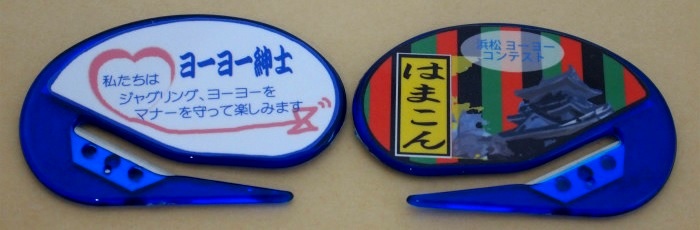 ヨーヨー紳士
私たちは
ジャグリング、ヨーヨーを
マナーを守って楽しみます
浜松 ヨーヨー
コンテスト
はまこん